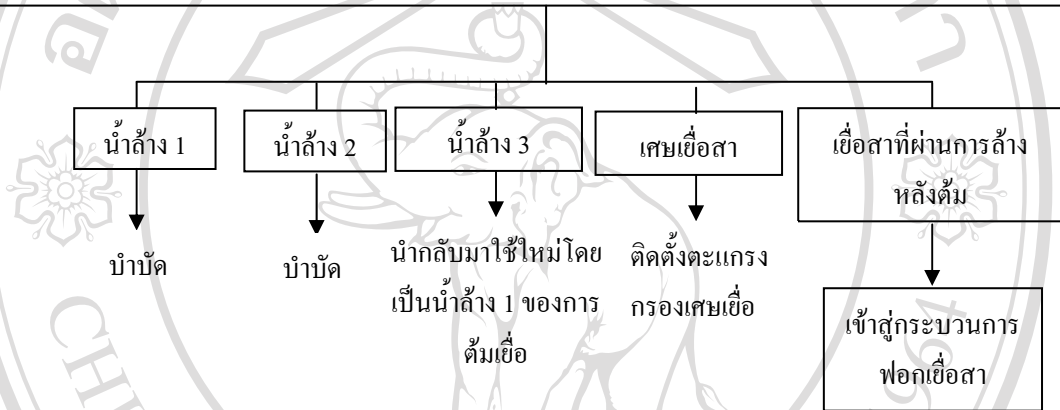 น้ำล้าง 1
น้ำล้าง 2
น้ำล้าง 3
เศษเยื่อสา
เยื่อสาที่ผ่านการล้าง
หลังต้ม
บำบัด
บำบัด
นำกลับมาใช้ใหม่โดย
เป็นน้ำล้าง 1 ของการ
ต้มเยื่อ
ติดตั้งตะแกรง
กรองเศษเยื่อ
เข้าสู่กระบวนการ
ฟอกเยื่อสา